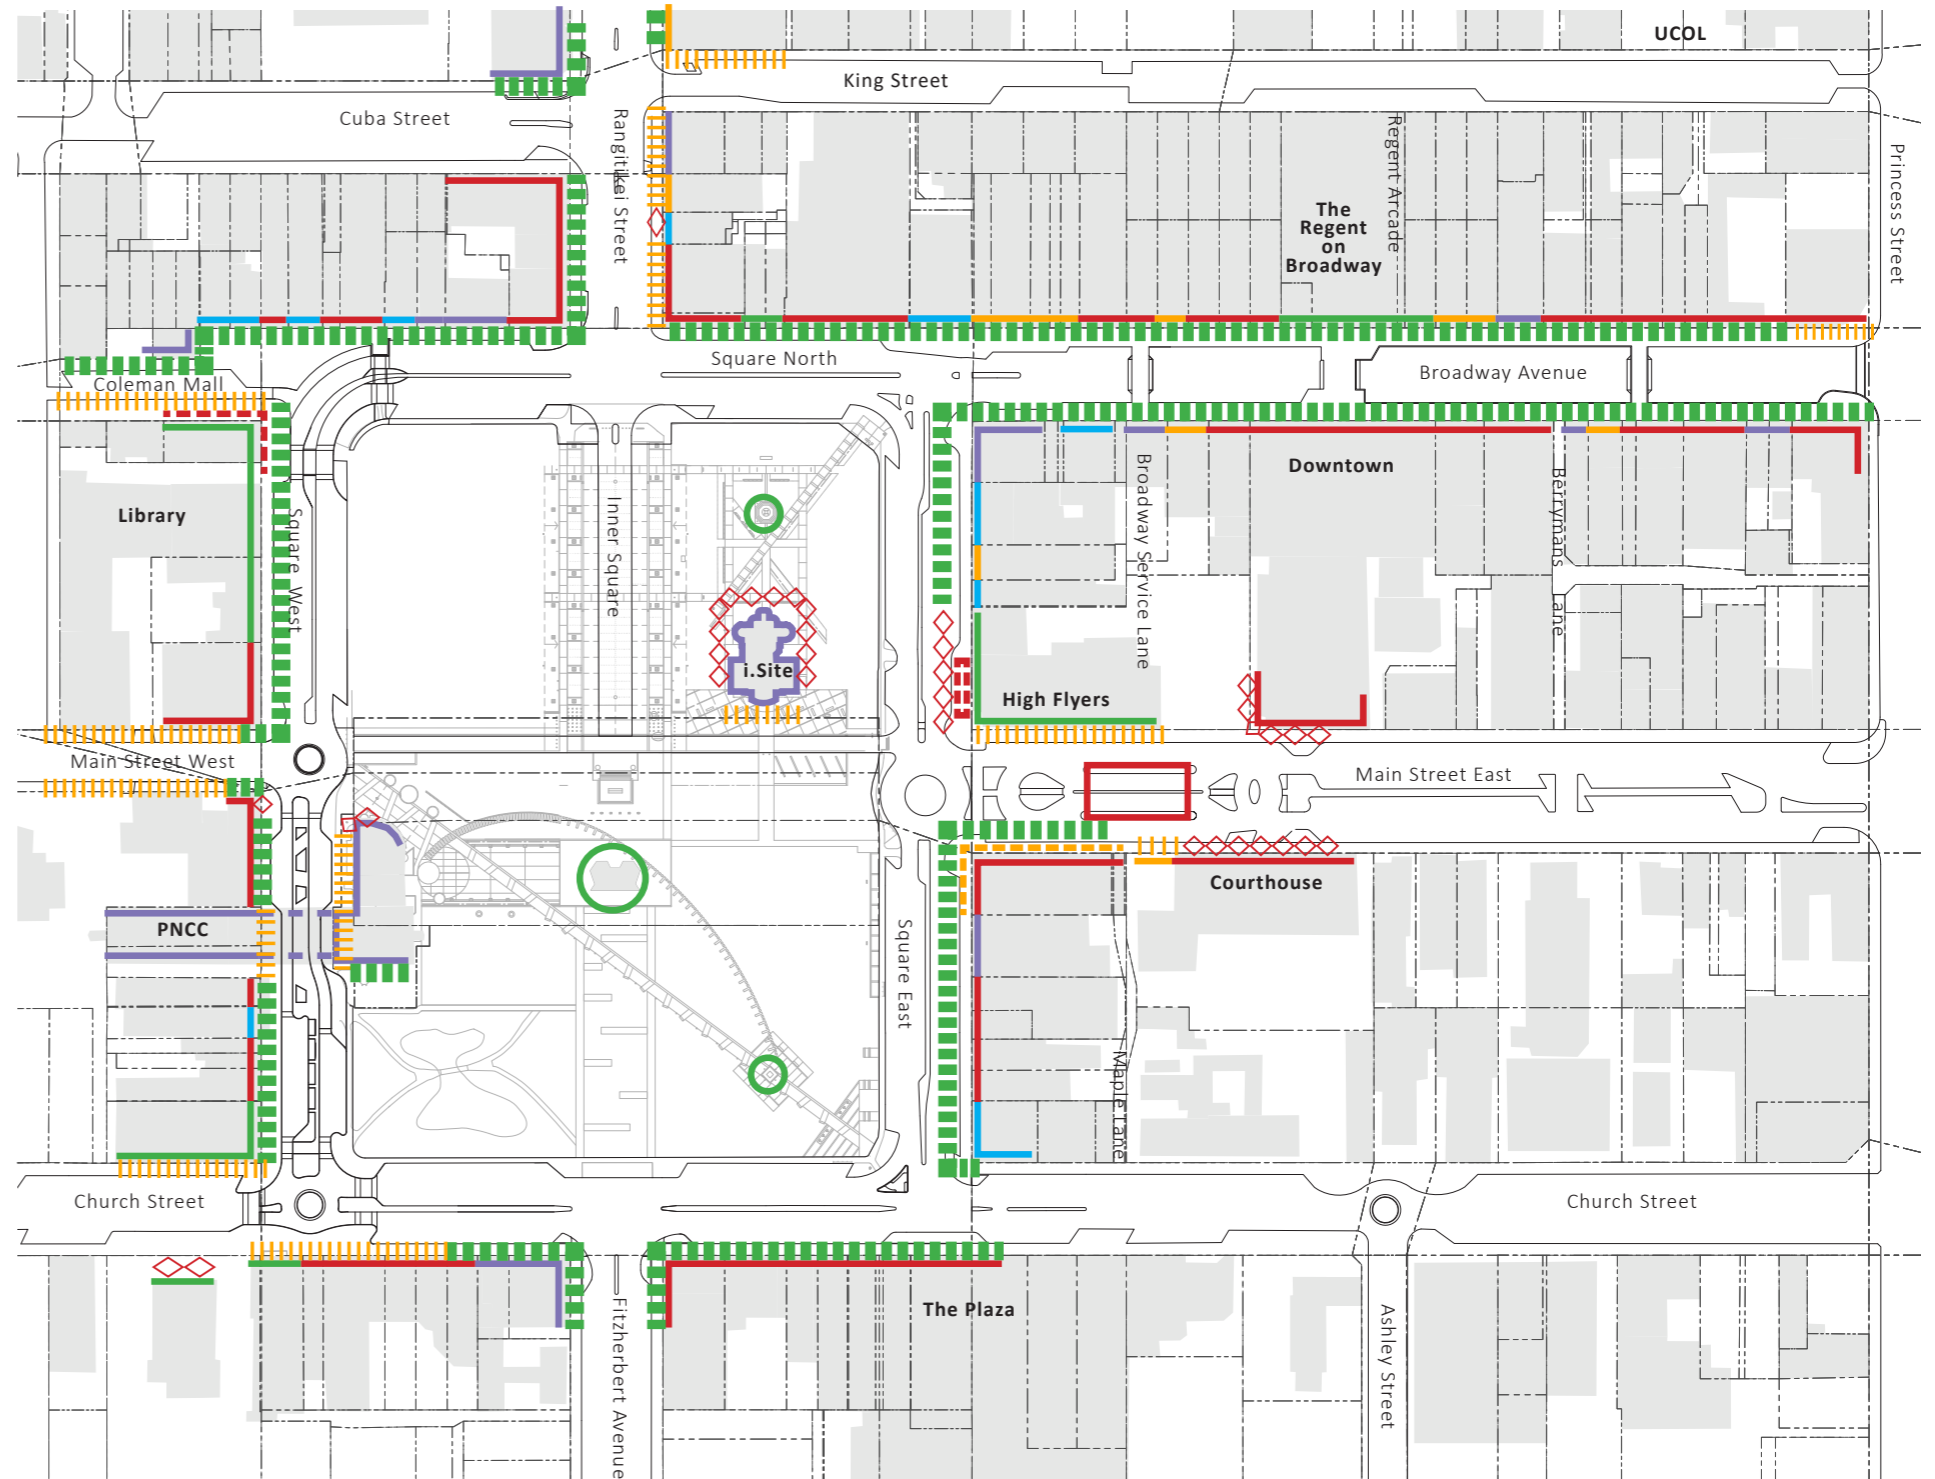 UCOL
King Street
Cuba Street
Rangitikei Street
Regent Arcade
Princess Street
The
Regent
on
Broadway
Square North
Broadway Avenue
Coleman Mall
Library
Square West
Inner Square
i.Site
Broadway Service Lane
Downtown
Berrymans Lane
High Flyers
Main Street West
Main Street East
PNCC
Courthouse
Square East
Maple Lane
Church Street
Church Street
The Plaza
Fitzherbert Avenue
Ashley Street